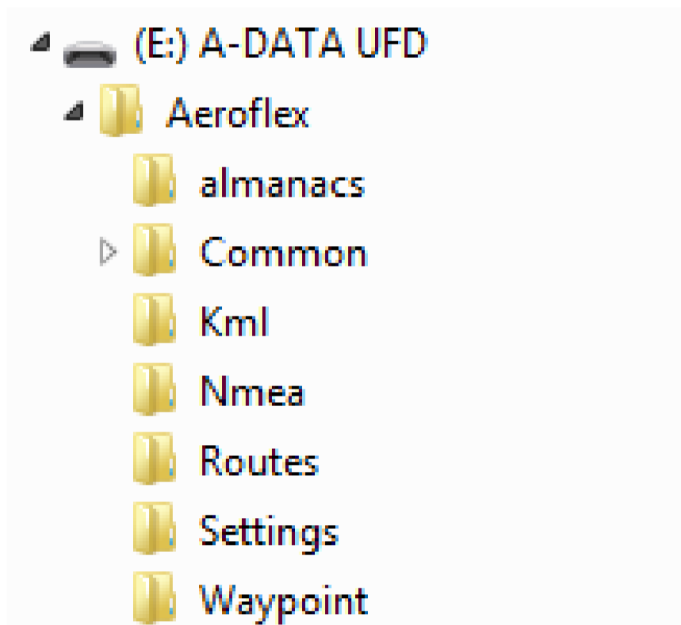 (E:) A-DATA UFD
Aeroflex
almanacs
Common
Kml
Nmea
Routes
Settings
Waypoint